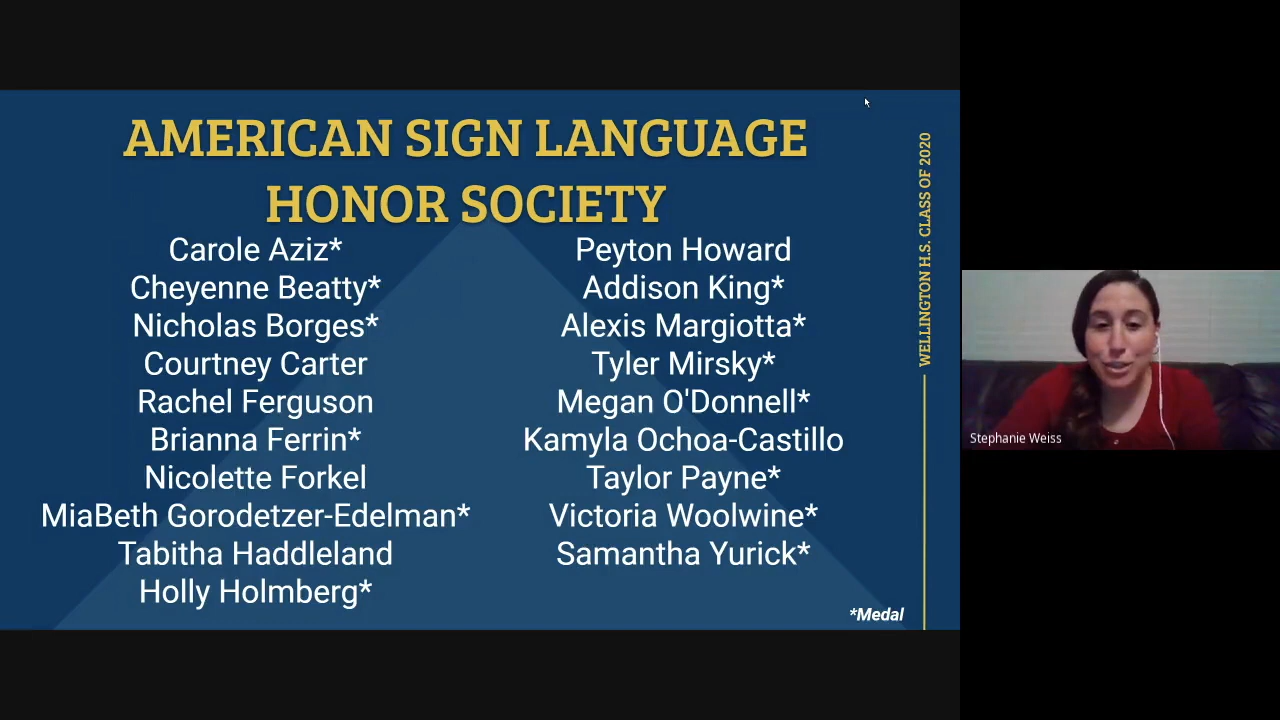 AMERICAN SIGN LANGUAGE
HONOR SOCIETY
Carole Aziz*
Cheyenne Beatty*
Nicholas Borges*
Courtney Carter
Rachel Ferguson
Brianna Ferrin*
Nicolette Forkel
MiaBeth Gorodetzer-Edelman*
Tabitha Haddleland
Holly Holmberg*
Peyton Howard
Addison King*
Alexis Margiotta*
Tyler Mirsky*
Megan O'Donnell*
Kamyla Ochoa-Castillo
Taylor Payne*
Victoria Woolwine*
Samantha Yurick*
*Medal
WELLINGTON H.S. CLASS OF 2020
Stephanie Weiss